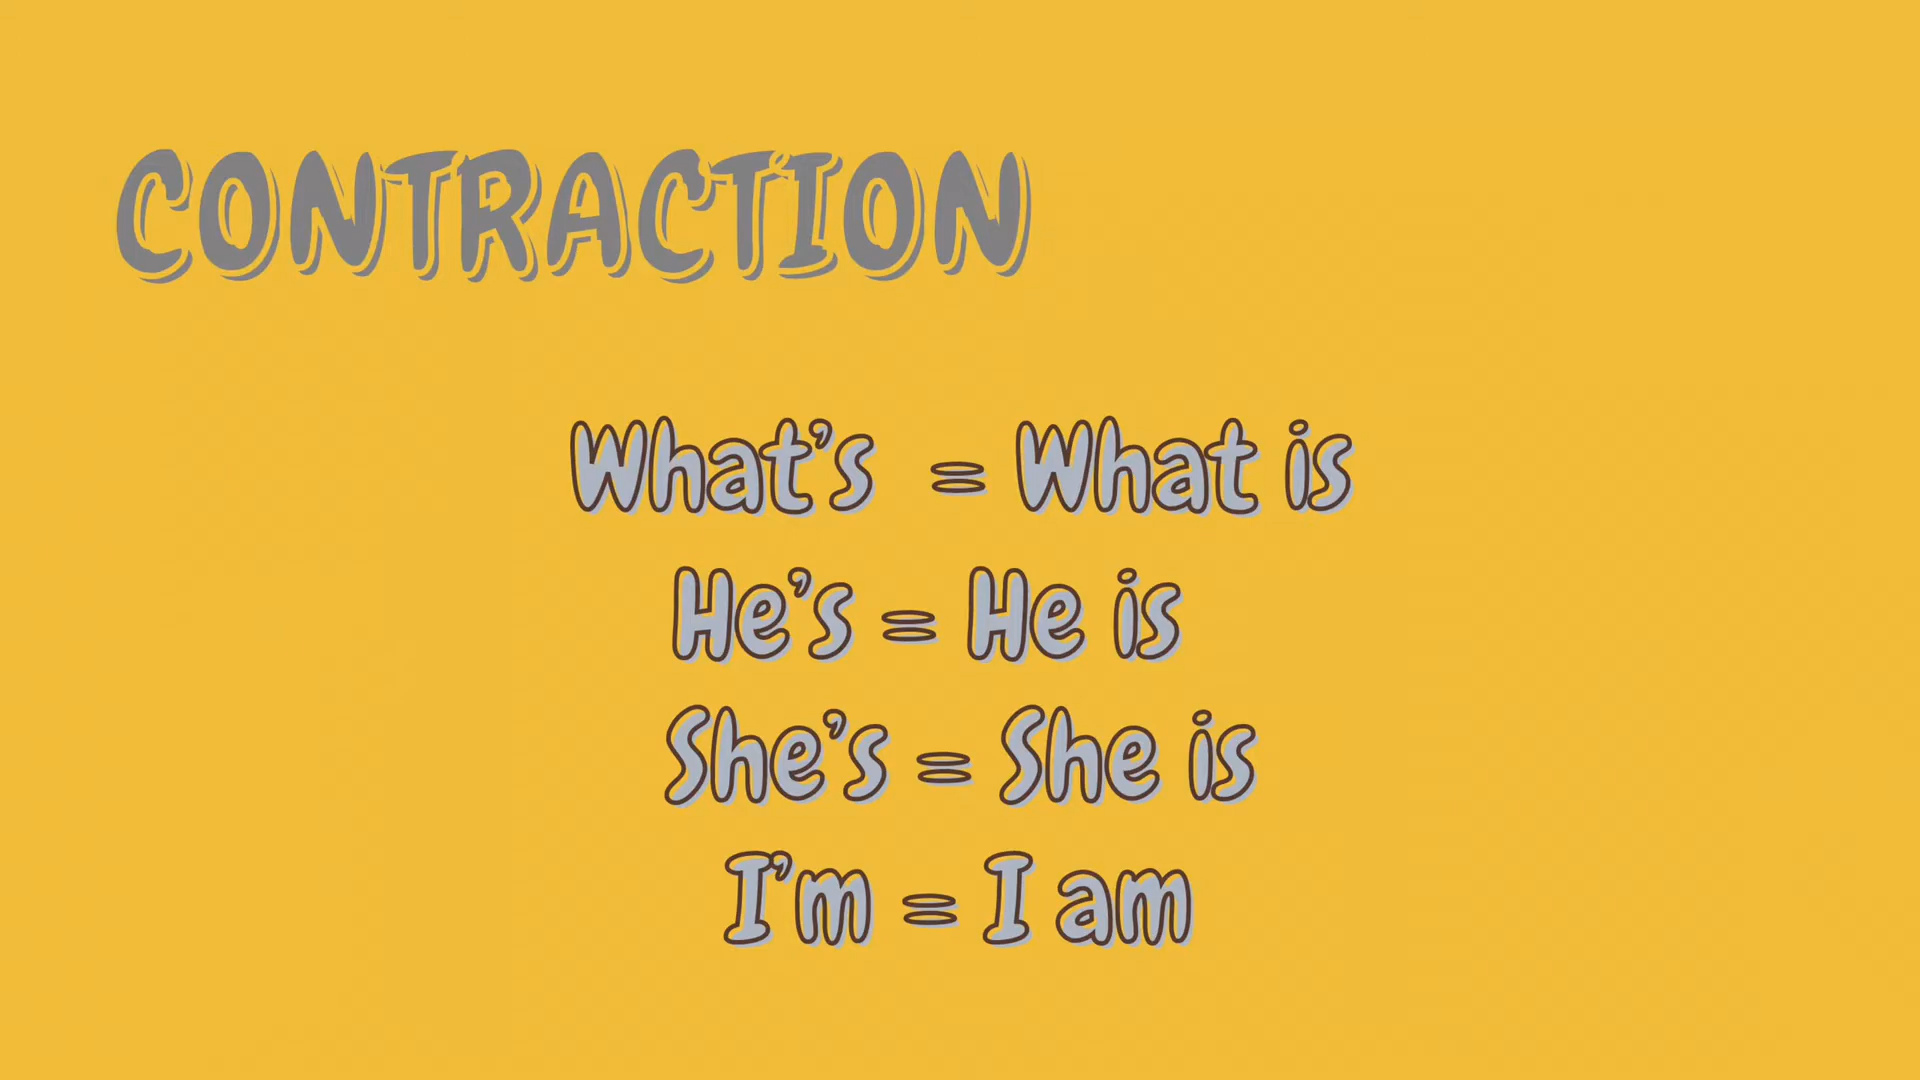 CONTRACTION
What's = What is
He's = He is
She's = She is
I'm = I am